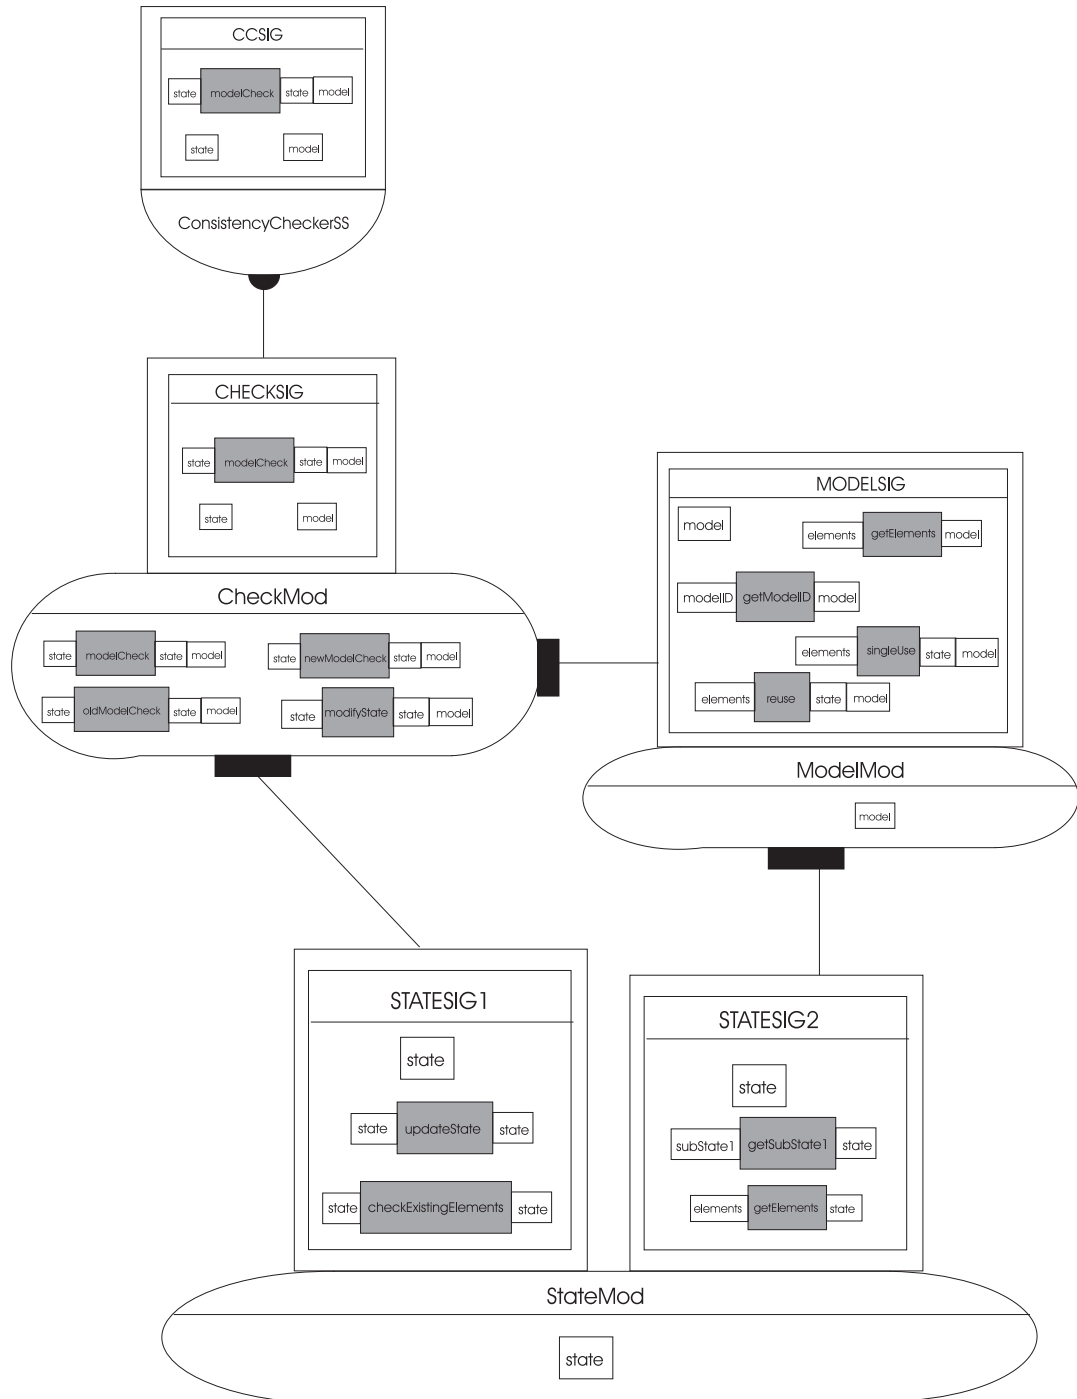 CCSIG
state modelCheck state model
state model
ConsistencyCheckerSS
CHECKSIG
state modelCheck state model
state model
CheckMod
state modelCheck state model
state newModelCheck state model
state oldModelCheck state model
state modifyState state model
MODELSIG
model
elements getElements model
modelID getModelID model
elements singleUse state model
elements reuse state model
ModelMod
model
STATESIG1
state
state updateState state
state checkExistingElements state
STATESIG2
state
subState1 getSubState1 state
elements getElements state
StateMod
state